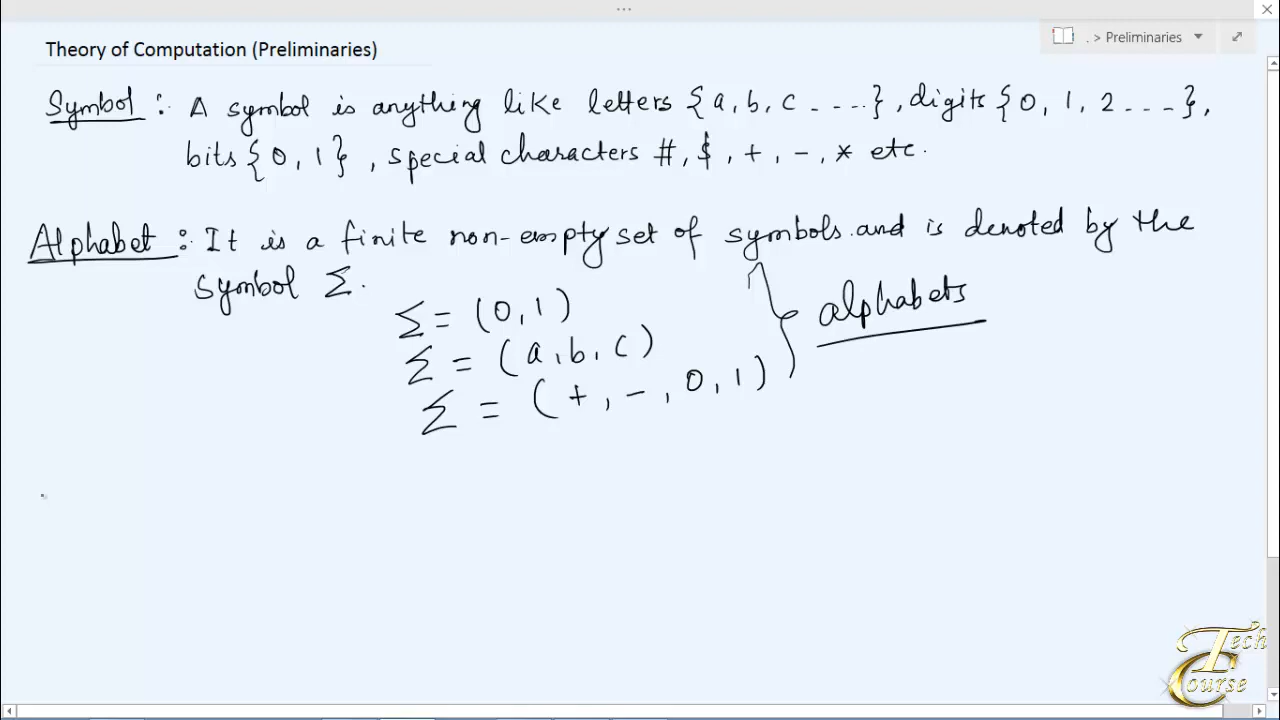 Theory of Computation (Preliminaries)
. > Preliminaries
Symbol : A symbol is anything like letters {a, b, c ----}, digits {0, 1, 2 ---},
bits {0, 1}, special characters #, $, +, -, * etc.
Alphabet : It is a finite non-empty set of symbols and is denoted by the
symbol Σ.
Σ = (0, 1)
Σ = (a, b, c)
Σ = (+, -, 0, 1)
alphabets
Tech
Course